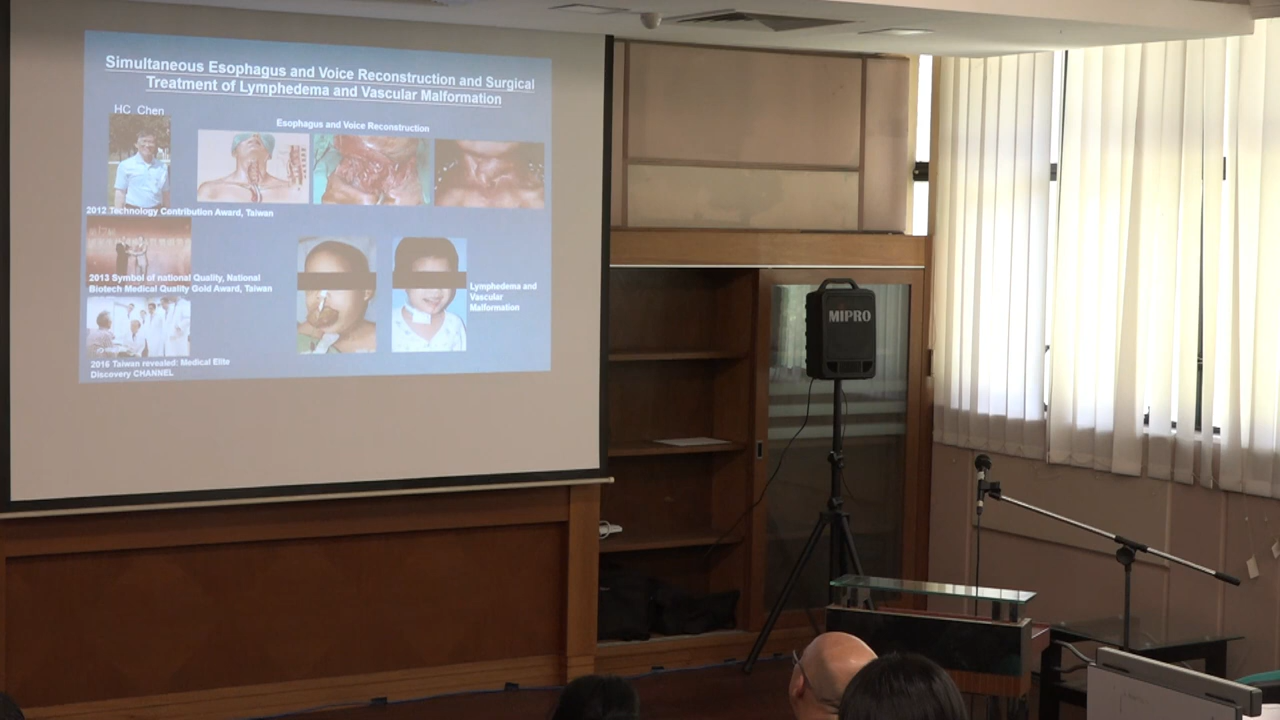 Simultaneous Esophagus and Voice Reconstruction and Surgical
Treatment of Lymphedema and Vascular Malformation
HC Chen
Esophagus and Voice Reconstruction
2012 Technology Contribution Award, Taiwan
2013 Symbol of national Quality, National
Biotech Medical Quality Gold Award, Taiwan
Lymphedema and
Vascular
Malformation
2016 Taiwan revealed: Medical Elite
Discovery CHANNEL
MIPRO